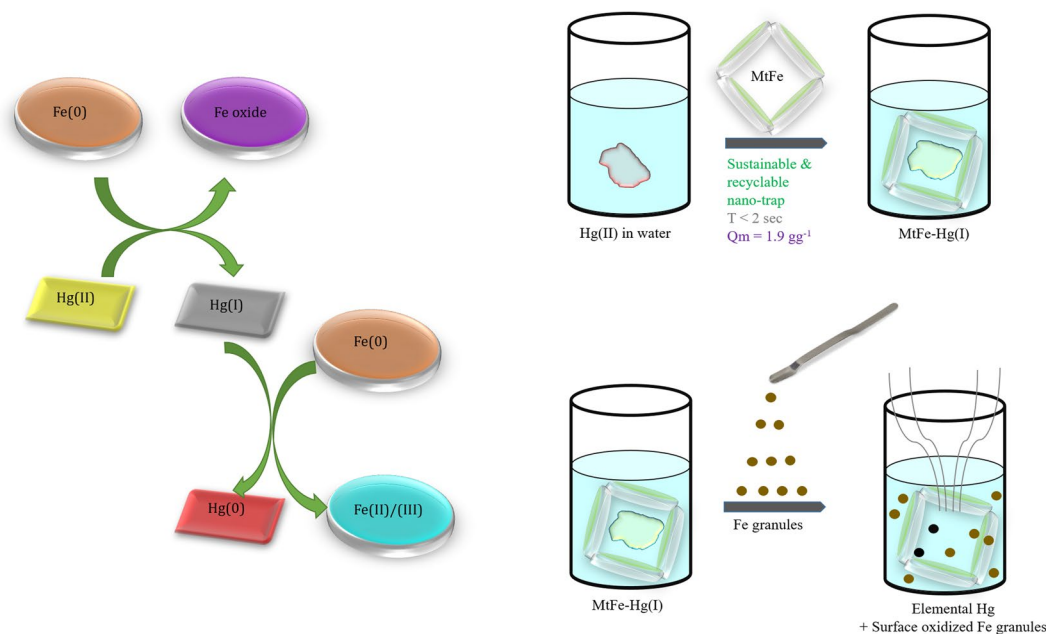 Fe(0)
Fe oxide
Hg(II)
Hg(I)
Fe(0)
Hg(0)
Fe(II)/(III)
MtFe
Sustainable &
recyclable
nano-trap
T < 2 sec
Qm = 1.9 gg⁻¹
Hg(II) in water
MtFe-Hg(I)
Fe granules
MtFe-Hg(I)
Elemental Hg
+ Surface oxidized Fe granules